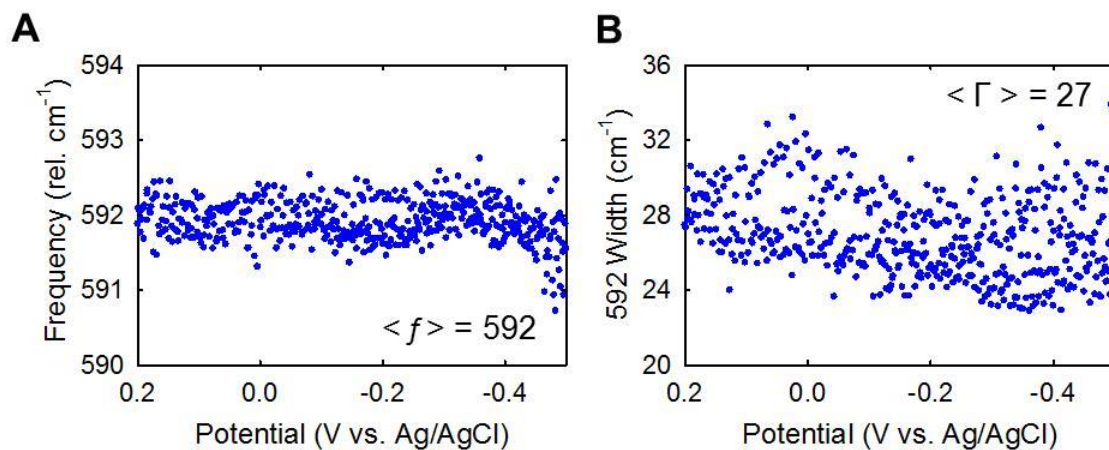 A
Frequency (rel. cm⁻¹)
594
593
592
591
590
< f > = 592
0.2 0.0 -0.2 -0.4
Potential (V vs. Ag/AgCl)
B
592 Width (cm⁻¹)
36
32
28
24
20
< Γ > = 27
0.2 0.0 -0.2 -0.4
Potential (V vs. Ag/AgCl)